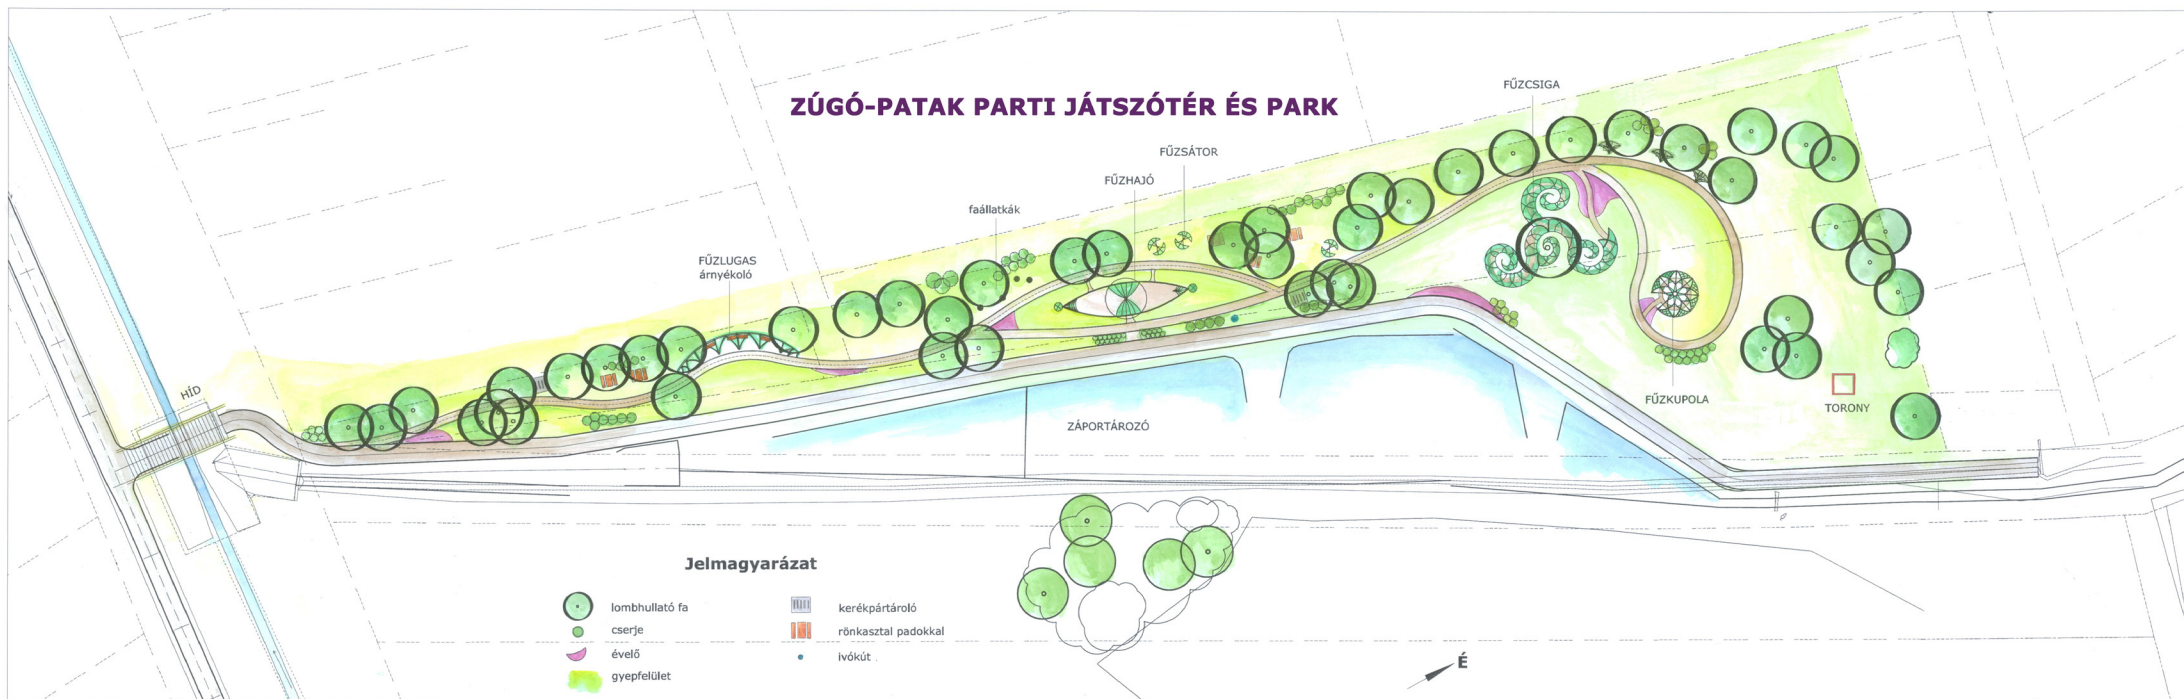 ZÚGÓ-PATAK PARTI JÁTSZÓTÉR ÉS PARK
FŰZCSIGA
FŰZSÁTOR
FŰZHAJÓ
faállatkák
FŰZLUGAS
árnyékoló
HÍD
FŰZKUPOLA
TORONY
ZÁPORTÁROZÓ
Jelmagyarázat
lombhullató fa
cserje
évelő
gyepfelület
kerékpártároló
rönkasztal padokkal
ivókút
É